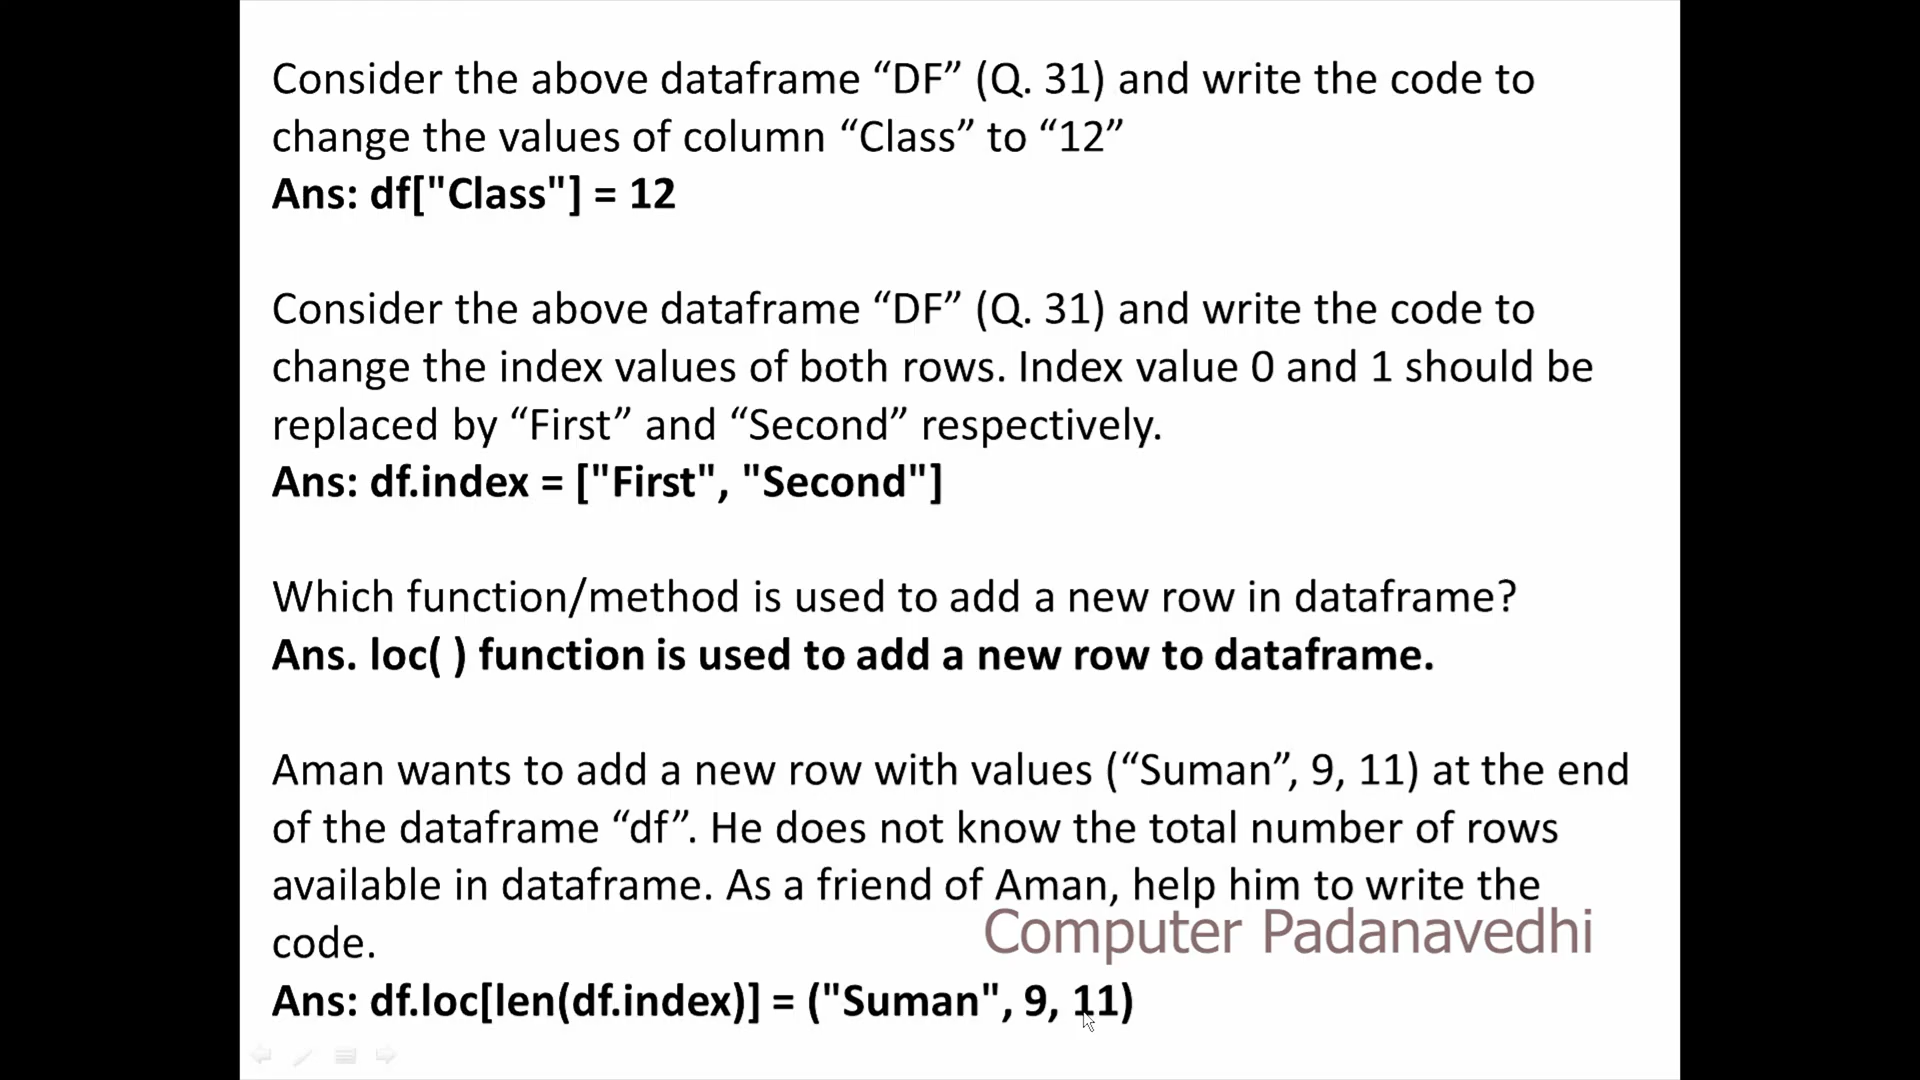 Consider the above dataframe “DF” (Q. 31) and write the code to
change the values of column “Class” to “12”
Ans: df["Class"] = 12
Consider the above dataframe “DF” (Q. 31) and write the code to
change the index values of both rows. Index value 0 and 1 should be
replaced by “First” and “Second” respectively.
Ans: df.index = ["First", "Second"]
Which function/method is used to add a new row in dataframe?
Ans. loc( ) function is used to add a new row to dataframe.
Aman wants to add a new row with values (“Suman”, 9, 11) at the end
of the dataframe “df”. He does not know the total number of rows
available in dataframe. As a friend of Aman, help him to write the
code.
Computer Padanavedhi
Ans: df.loc[len(df.index)] = ("Suman", 9, 11)